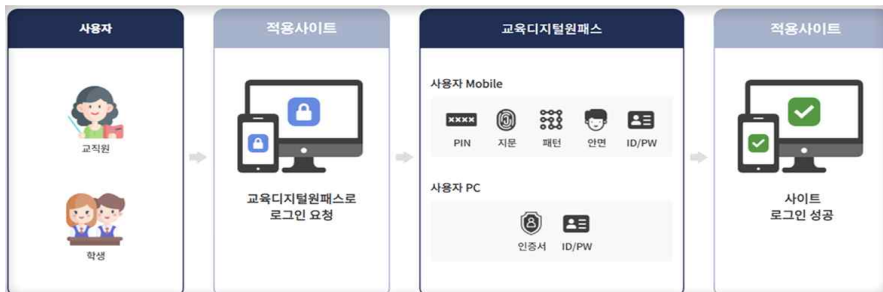 사용자
교직원
학생
적용사이트
교육디지털원패스로
로그인 요청
교육디지털원패스
사용자 Mobile
××××
PIN
지문
패턴
안면
ID/PW
사용자 PC
인증서
ID/PW
적용사이트
사이트
로그인 성공